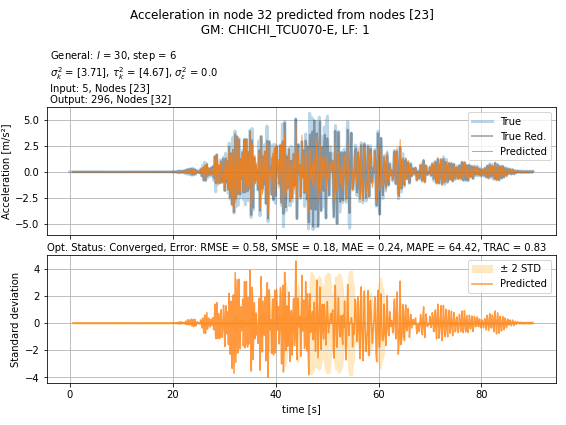 Acceleration in node 32 predicted from nodes [23]
GM: CHICHI_TCU070-E, LF: 1
General: l = 30, step = 6
σ²ₖ = [3.71], τ²ₖ = [4.67], σ²ε = 0.0
Input: 5, Nodes [23]
Output: 296, Nodes [32]
Acceleration [m/s²]
5.0
2.5
0.0
−2.5
−5.0
True
True Red.
Predicted
Opt. Status: Converged, Error: RMSE = 0.58, SMSE = 0.18, MAE = 0.24, MAPE = 64.42, TRAC = 0.83
Standard deviation
4
2
0
−2
−4
± 2 STD
Predicted
0 20 40 60 80
time [s]